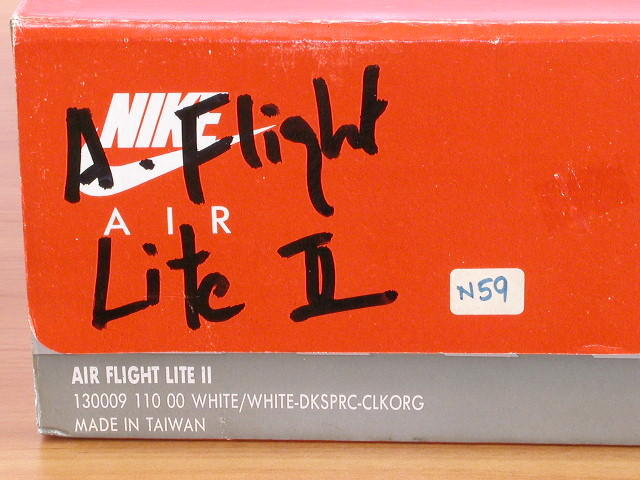 NIKE
AIR
A. Flight
Lite II
N59
AIR FLIGHT LITE II
130009 110 00 WHITE/WHITE-DKSPRC-CLKORG
MADE IN TAIWAN